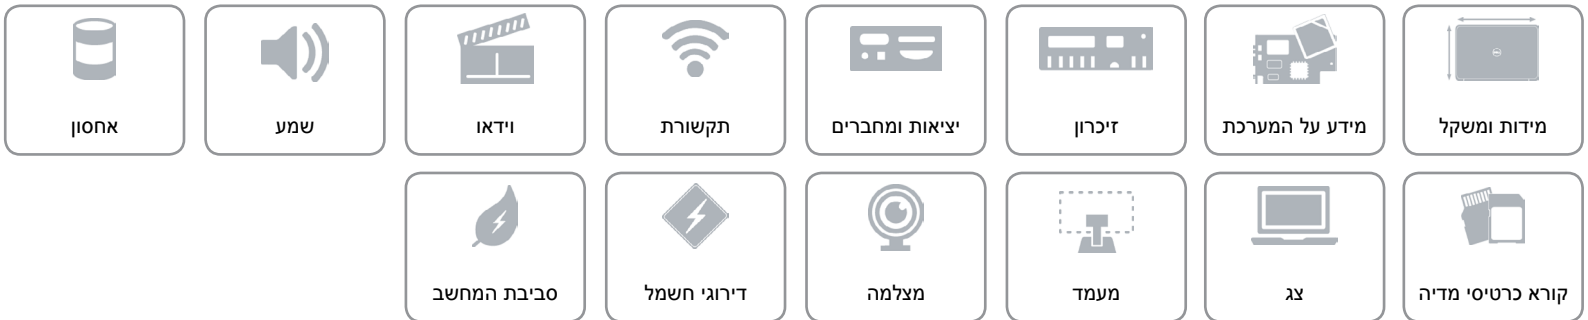 מידות ומשקל
מידע על המערכת
זיכרון
יציאות ומחברים
תקשורת
וידאו
שמע
אחסון
קורא כרטיסי מדיה
צג
מעמד
מצלמה
דירוגי חשמל
סביבת המחשב